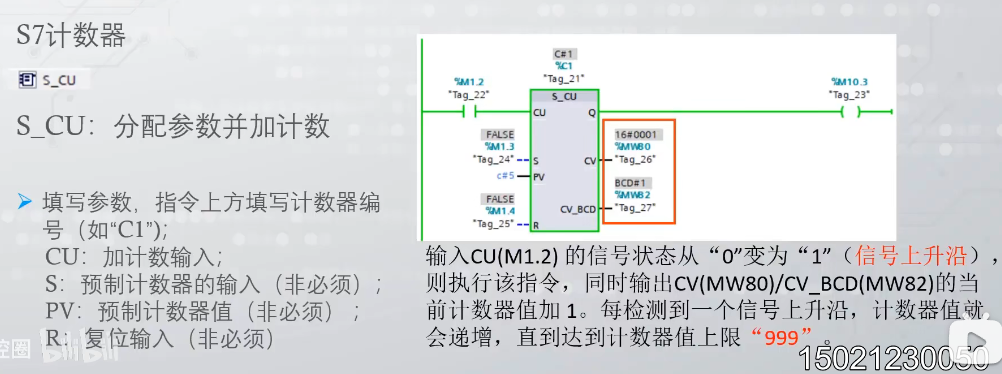 S7计数器
S_CU
S_CU：分配参数并加计数
填写参数，指令上方填写计数器编
号（如“C1”);
CU：加计数输入;
S：预制计数器的输入（非必须）;
PV：预制计数器值（非必须）;
R：复位输入（非必须）
C#1
%C1
"Tag_21"
%M1.2
"Tag_22"
%M10.3
"Tag_23"
S_CU
CU
Q
FALSE
%M1.3
"Tag_24"
S
c#5
PV
FALSE
%M1.4
"Tag_25"
R
16#0001
%MW80
CV
"Tag_26"
BCD#1
%MW82
CV_BCD
"Tag_27"
输入CU(M1.2) 的信号状态从“0”变为“1”（信号上升沿），
则执行该指令，同时输出CV(MW80)/CV_BCD(MW82)的当
前计数器值加 1。每检测到一个信号上升沿，计数器值就
会递增，直到达到计数器值上限“999”。
控圈
bilibili
15021230050